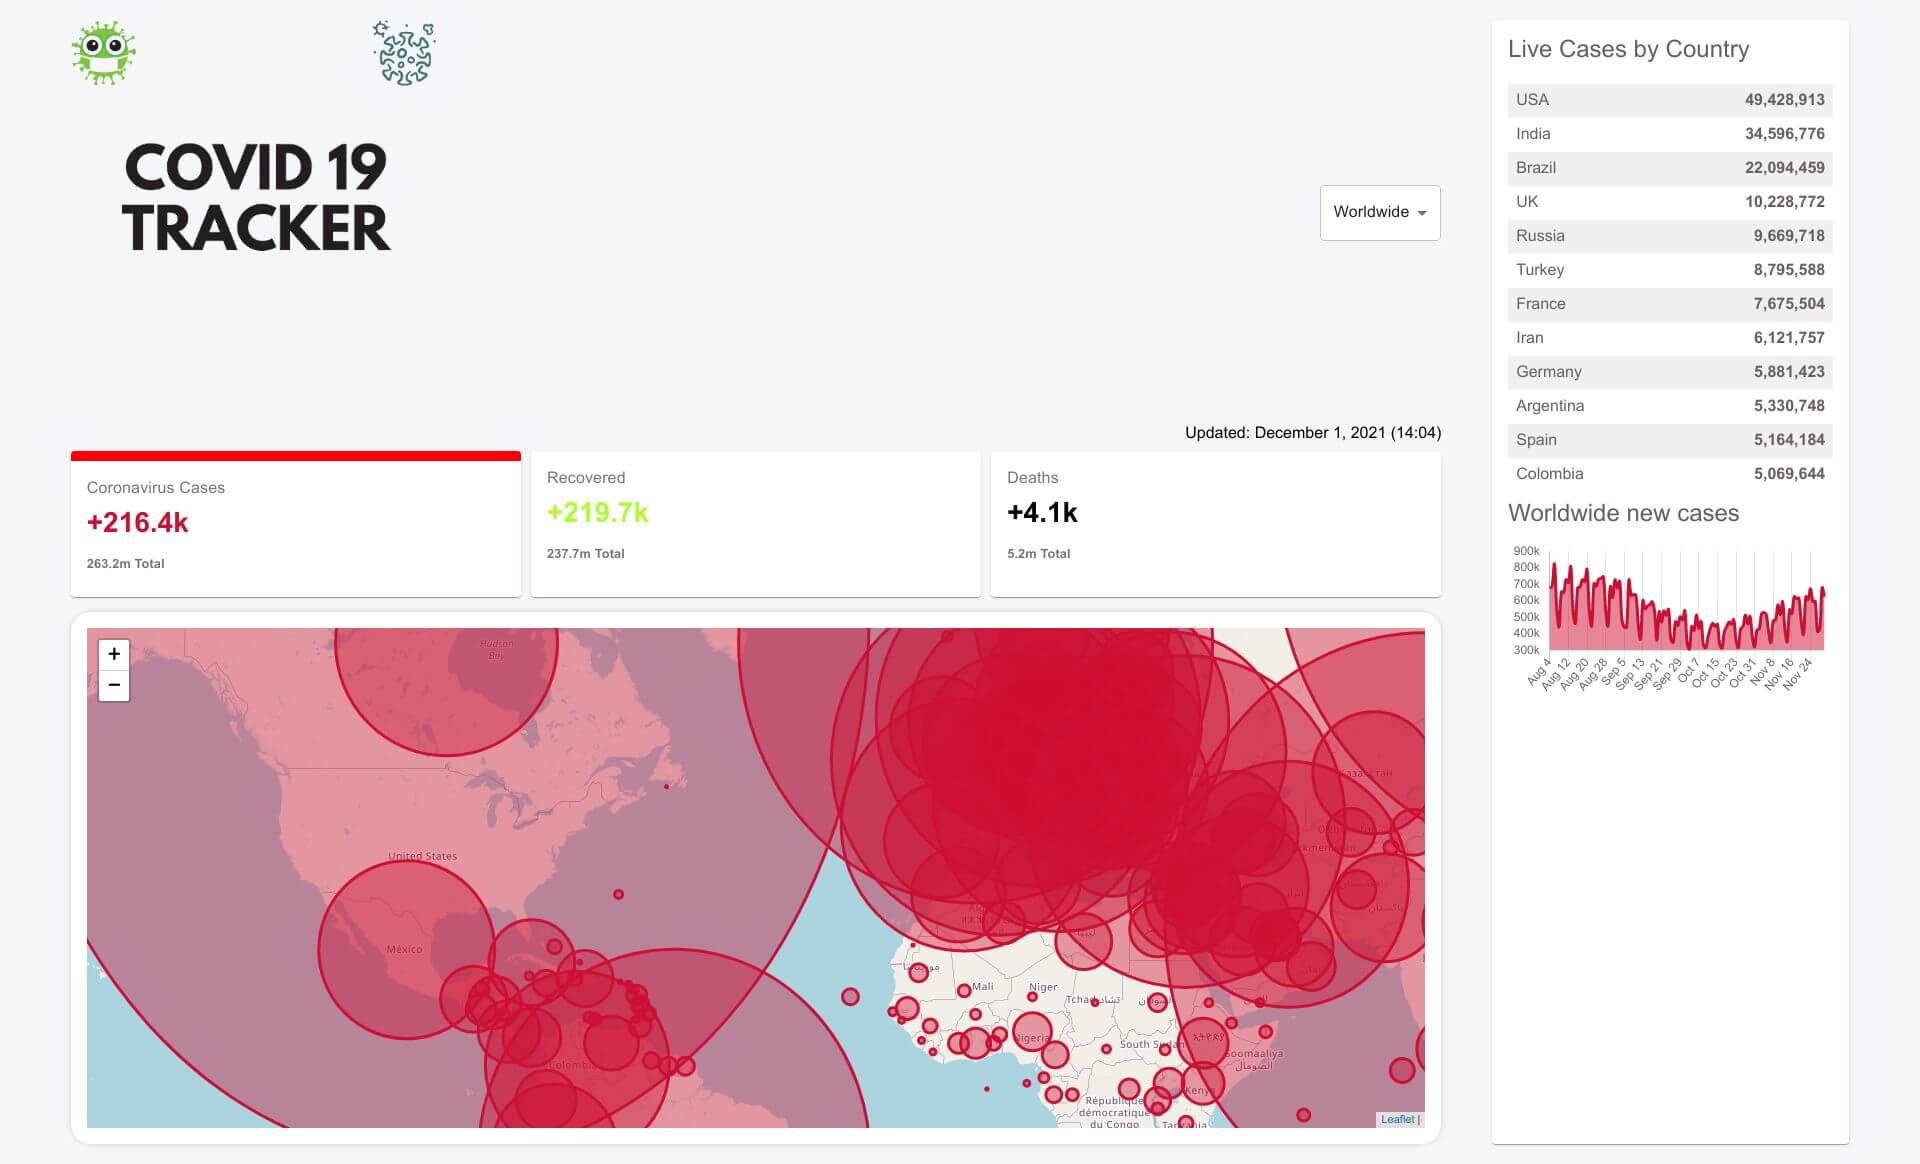 COVID 19
TRACKER
Worldwide
Updated: December 1, 2021 (14:04)
Coronavirus Cases
+216.4k
263.2m Total
Recovered
+219.7k
237.7m Total
Deaths
+4.1k
5.2m Total
+
−
Hudson
Bay
United States
México
Colombia
Mali
Niger
Tchad تشاد
السودان
Nigeria
South Sudan
Soomaaliya
الصومال
Kenya
République
démocratique
du Congo
Tanzania
ليبيا
Казахстан
Leaflet |
Live Cases by Country
USA 49,428,913
India 34,596,776
Brazil 22,094,459
UK 10,228,772
Russia 9,669,718
Turkey 8,795,588
France 7,675,504
Iran 6,121,757
Germany 5,881,423
Argentina 5,330,748
Spain 5,164,184
Colombia 5,069,644
Worldwide new cases
900k
800k
700k
600k
500k
400k
300k
Aug 4
Aug 12
Aug 20
Aug 28
Sep 5
Sep 13
Sep 21
Sep 29
Oct 7
Oct 15
Oct 23
Oct 31
Nov 8
Nov 16
Nov 24